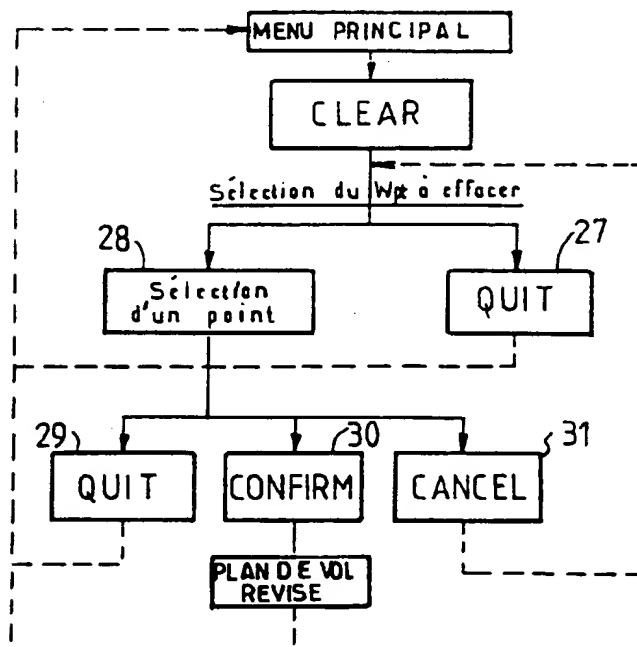 MENU PRINCIPAL
CLEAR
Sélection du Wpt à effacer
28
27
Sélection
d'un point
QUIT
29
30
31
QUIT
CONFIRM
CANCEL
PLAN DE VOL
REVISE